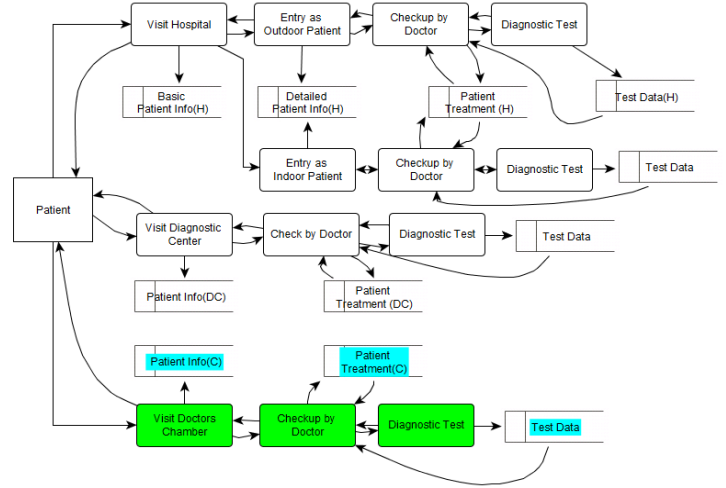 Visit Hospital
Entry as
Outdoor Patient
Checkup by
Doctor
Diagnostic Test
Basic
Patient Info(H)
Detailed
Patient Info(H)
Patient
Treatment (H)
Test Data(H)
Entry as
Indoor Patient
Checkup by
Doctor
Diagnostic Test
Test Data
Patient
Visit Diagnostic
Center
Check by Doctor
Diagnostic Test
Test Data
Patient Info(DC)
Patient
Treatment (DC)
Patient Info(C)
Patient
Treatment(C)
Visit Doctors
Chamber
Checkup by
Doctor
Diagnostic Test
Test Data